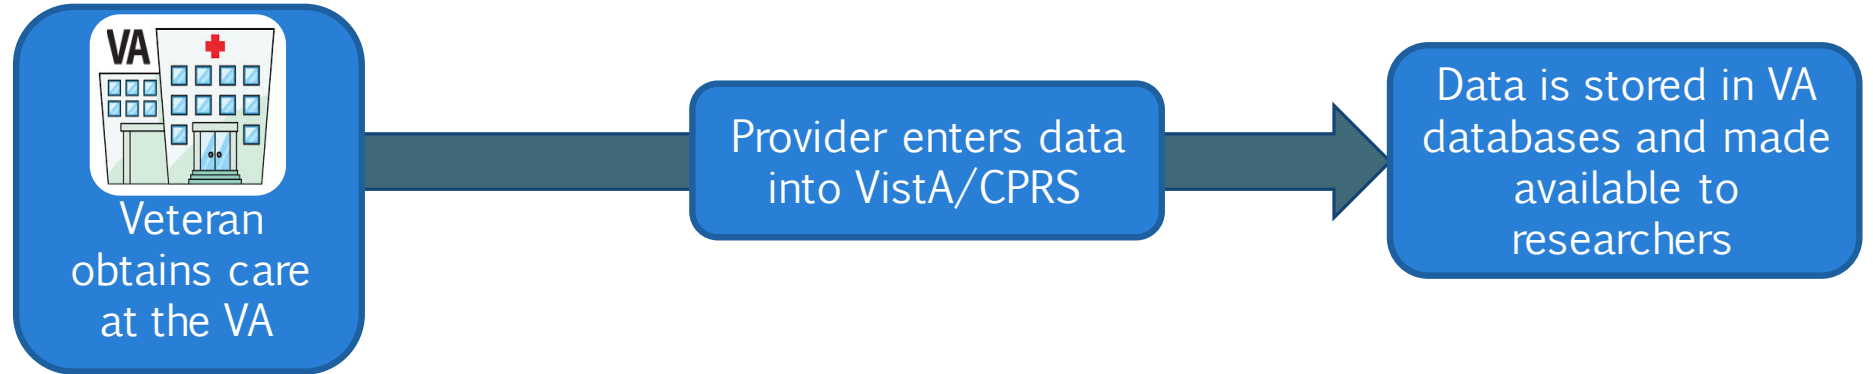 VA
Veteran
obtains care
at the VA
Provider enters data
into VistA/CPRS
Data is stored in VA
databases and made
available to
researchers